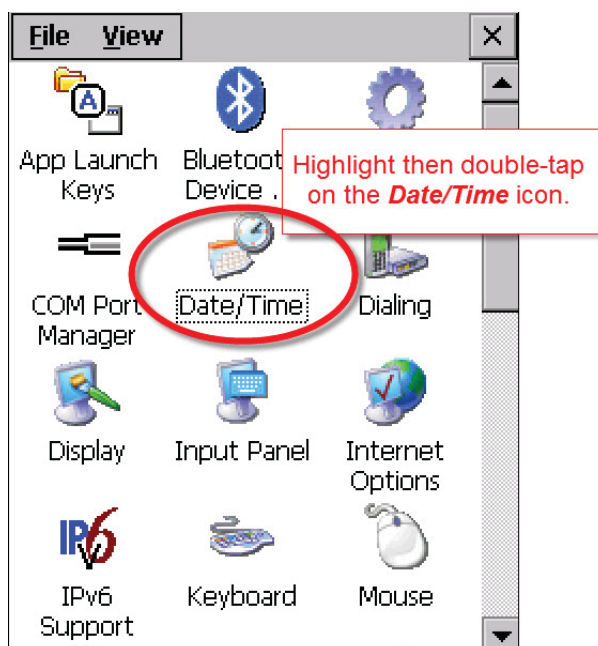 File View
App Launch
Keys
Bluetoot
Device .
Highlight then double-tap
on the Date/Time icon.
COM Port
Manager
Date/Time
Dialing
Display
Input Panel
Internet
Options
IPv6
IPv6
Support
Keyboard
Mouse